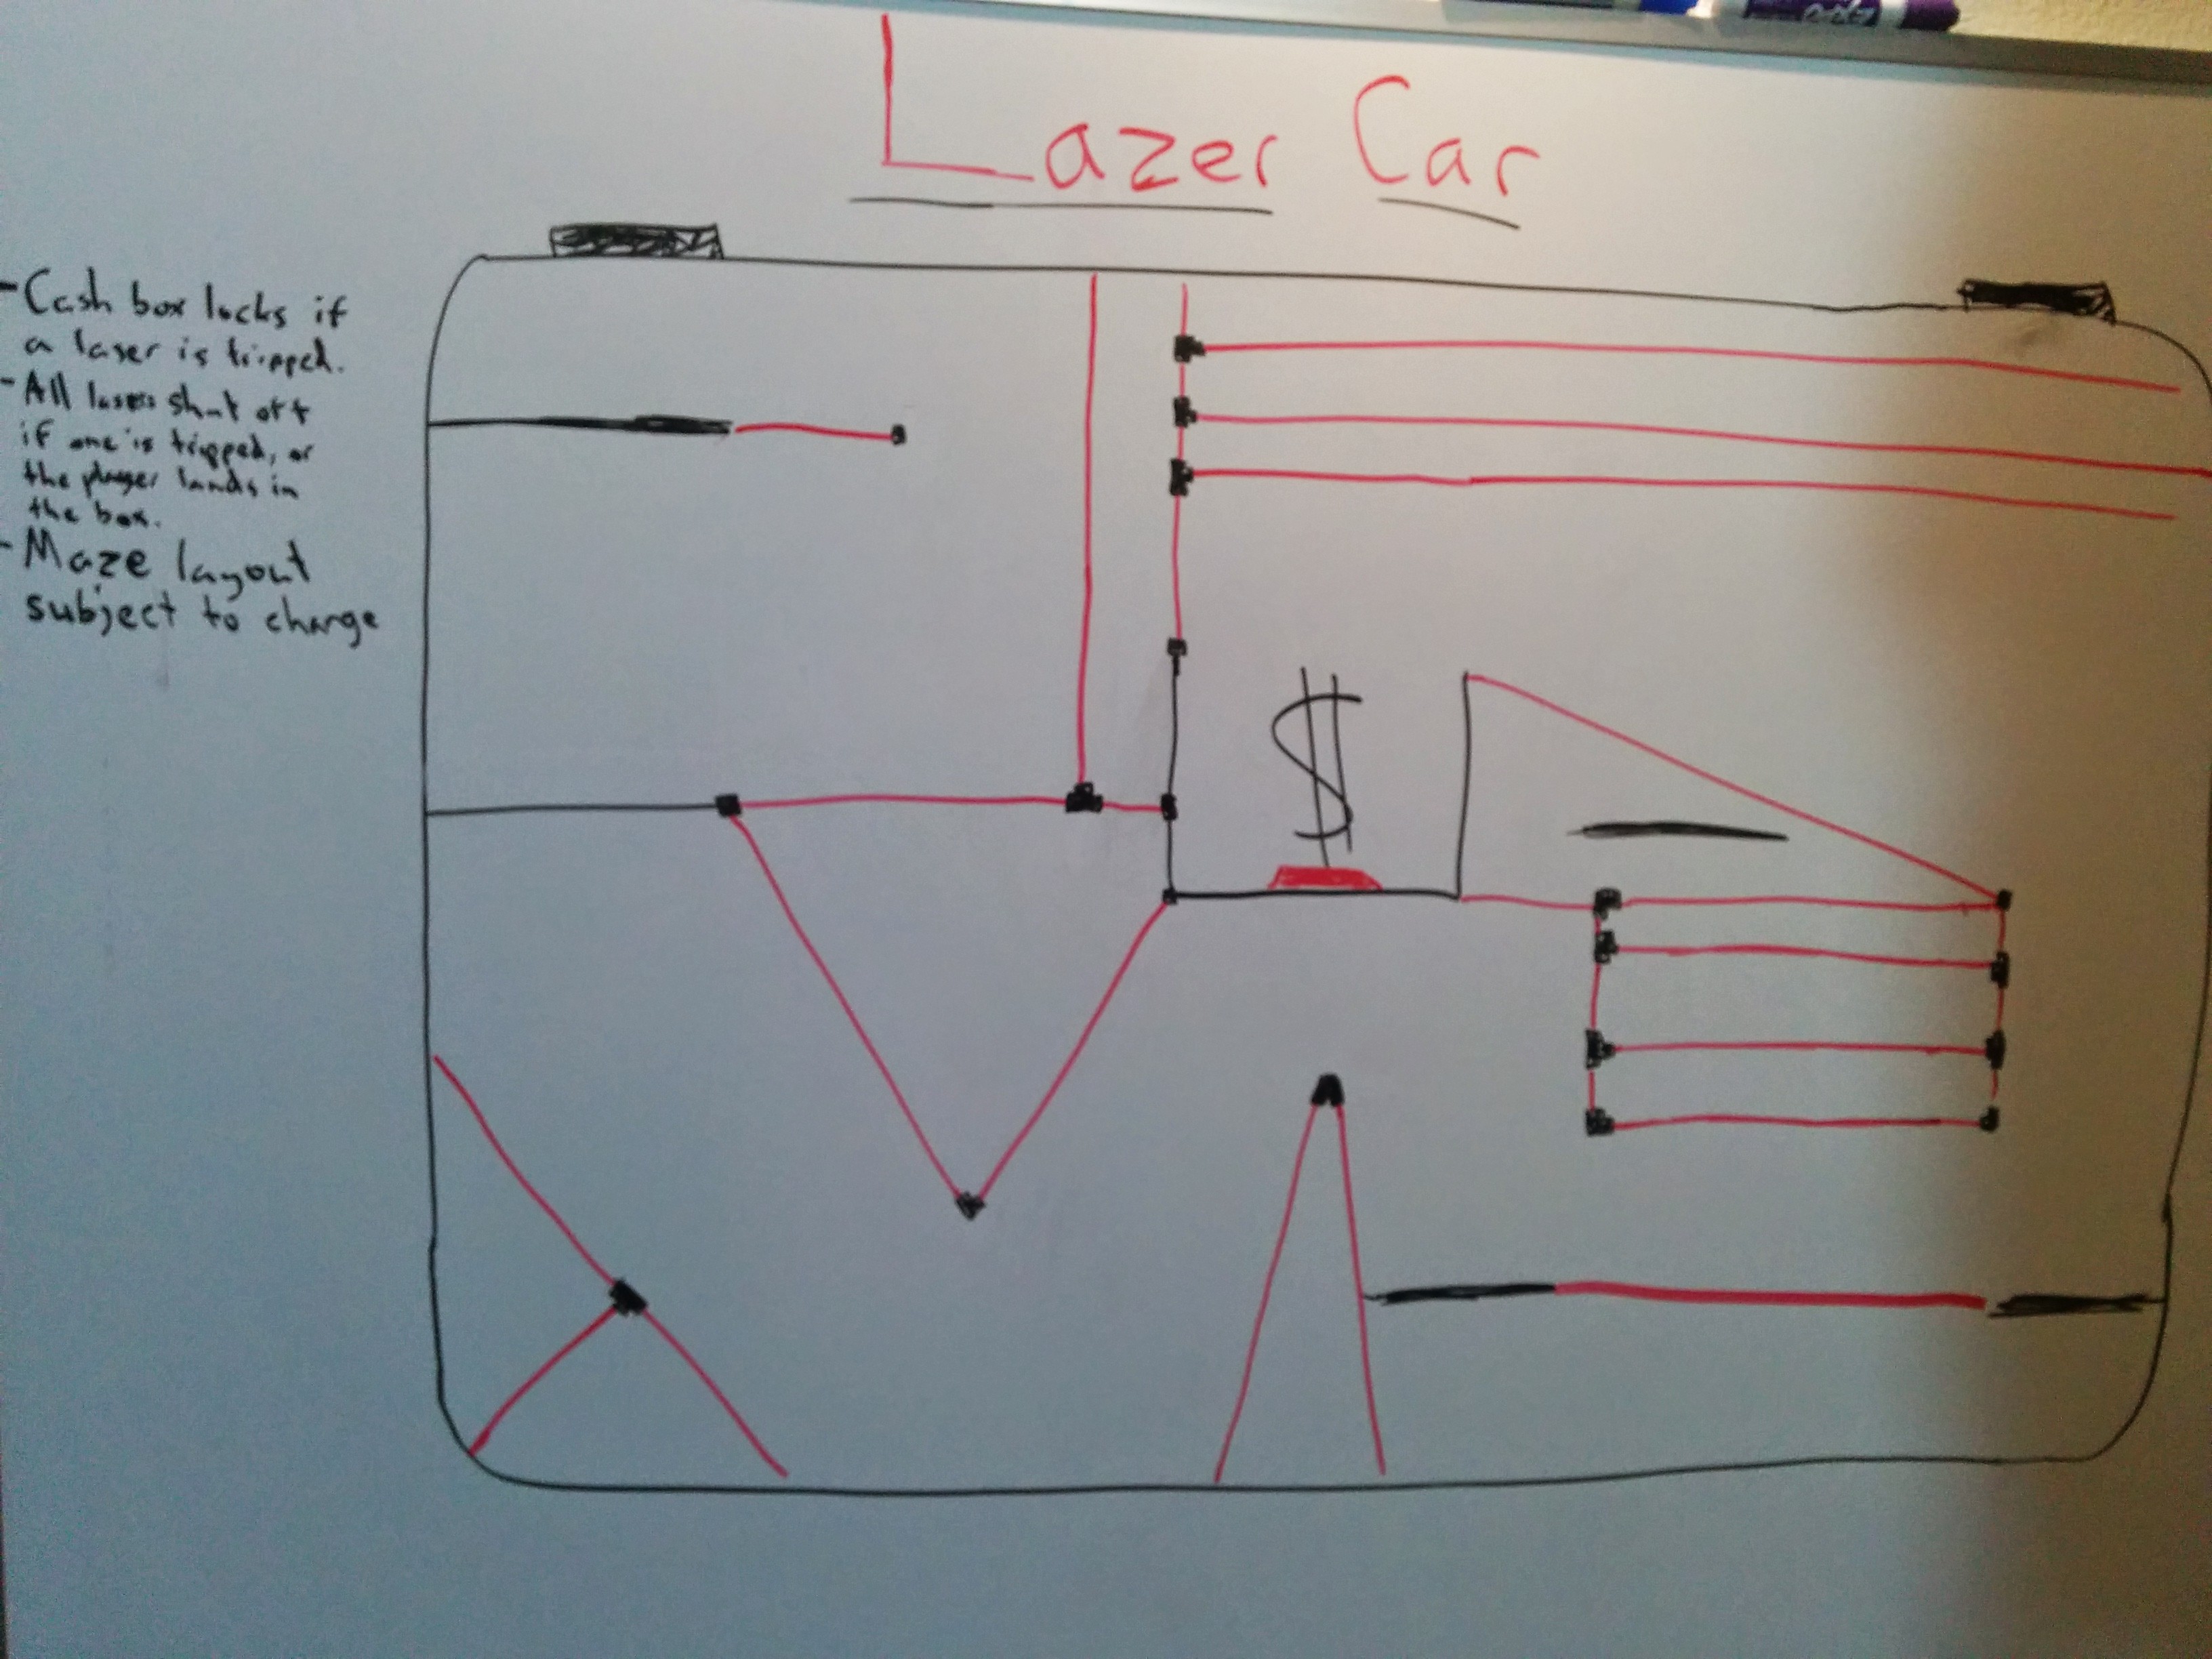 Lazer Car
- Cash box locks if
a laser is tripped.
- All lasers shut off
if one is tripped, or
the player lands in
the box.
- Maze layout
subject to change
$